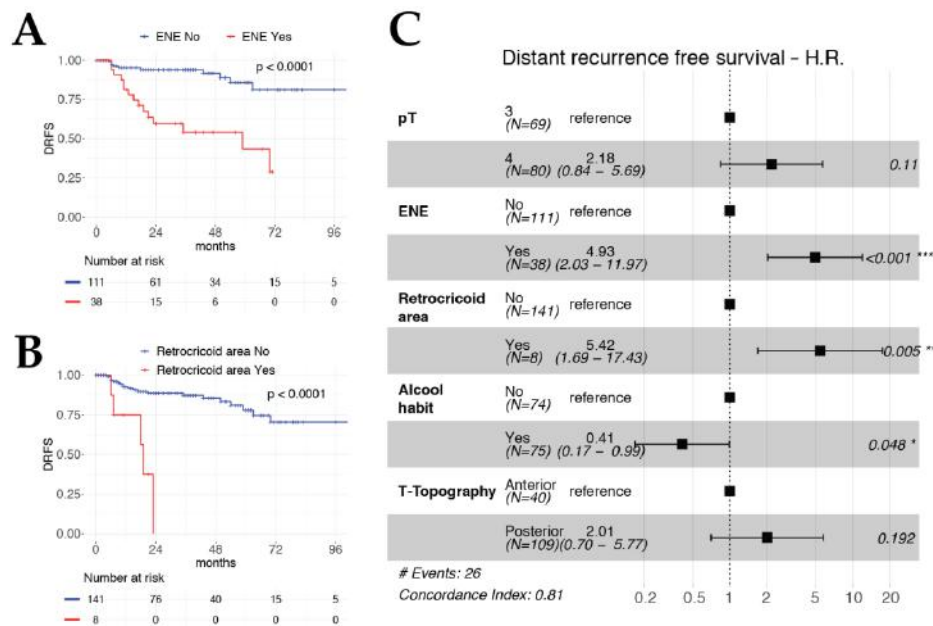 A
ENE No ENE Yes
p < 0.0001
1.00
0.75
0.50
0.25
0.00
DRFS
0 24 48 72 96
months
Number at risk
111 61 34 15 5
38 15 6 0 0
B
Retrocricoid area No
Retrocricoid area Yes
p < 0.0001
1.00
0.75
0.50
0.25
0.00
DRFS
0 24 48 72 96
months
Number at risk
141 76 40 15 5
8 0 0 0 0
C
Distant recurrence free survival - H.R.
pT
3
(N=69)
reference
4
(N=80)
2.18
(0.84 - 5.69)
0.11
ENE
No
(N=111)
reference
Yes
(N=38)
4.93
(2.03 - 11.97)
<0.001 ***
Retrocricoid
area
No
(N=141)
reference
Yes
(N=8)
5.42
(1.69 - 17.43)
0.005 **
Alcool
habit
No
(N=74)
reference
Yes
(N=75)
0.41
(0.17 - 0.99)
0.048 *
T-Topography
Anterior
(N=40)
reference
Posterior
(N=109)
2.01
(0.70 - 5.77)
0.192
# Events: 26
Concordance Index: 0.81
0.2 0.5 1 2 5 10 20